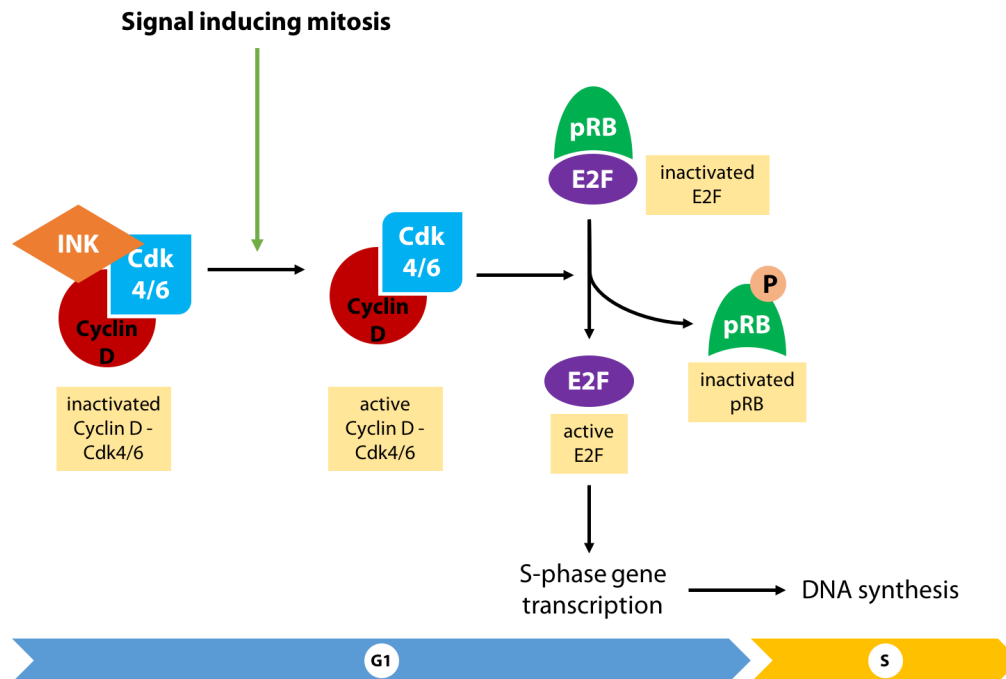 Signal inducing mitosis
pRB
E2F
inactivated
E2F
INK
Cdk
4/6
Cyclin
D
Cdk
4/6
Cyclin
D
P
pRB
inactivated
pRB
E2F
active
E2F
inactivated
Cyclin D -
Cdk4/6
active
Cyclin D -
Cdk4/6
S-phase gene
transcription
DNA synthesis
G1
S